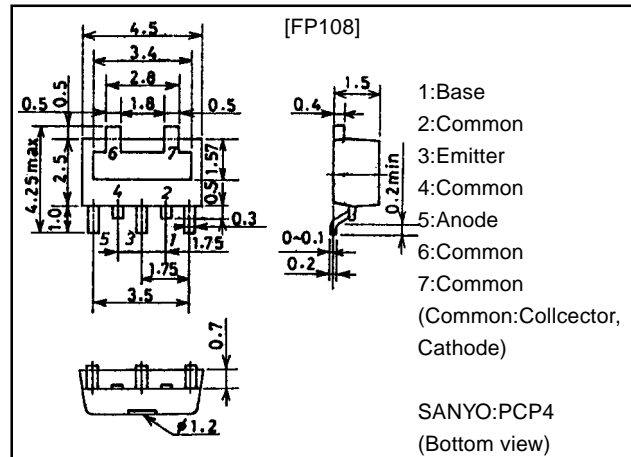 [FP108]
4.5
3.4
2.8
0.5
0.5
1.8
0.5
6
7
1.57
4.25max
2.5
4
2
0.5
1.0
0.3
5
3
1
1.75
1.75
3.5
1.5
0.4
0.2min
0~0.1
0.2
0.7
ø1.2
1:Base
2:Common
3:Emitter
4:Common
5:Anode
6:Common
7:Common
(Common:Collcector,
Cathode)
SANYO:PCP4
(Bottom view)